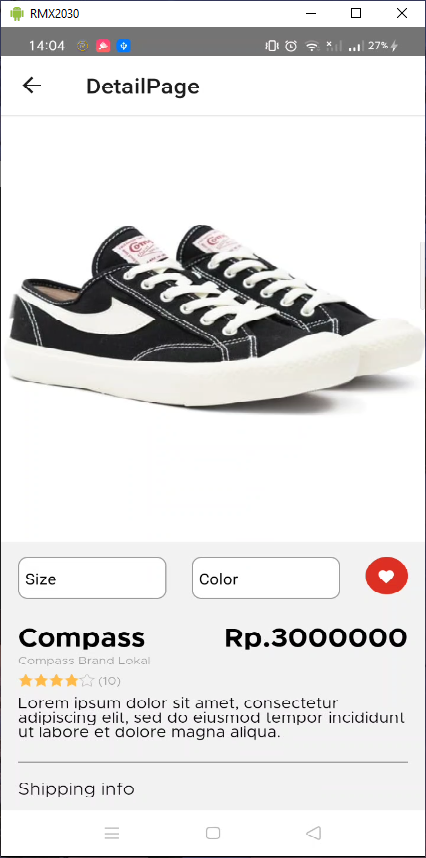 RMX2030
14:04
27%
DetailPage
Size
Color
Compass
Rp.3000000
Compass Brand Lokal
(10)
Lorem ipsum dolor sit amet, consectetur
adipiscing elit, sed do eiusmod tempor incididunt
ut labore et dolore magna aliqua.
Shipping info